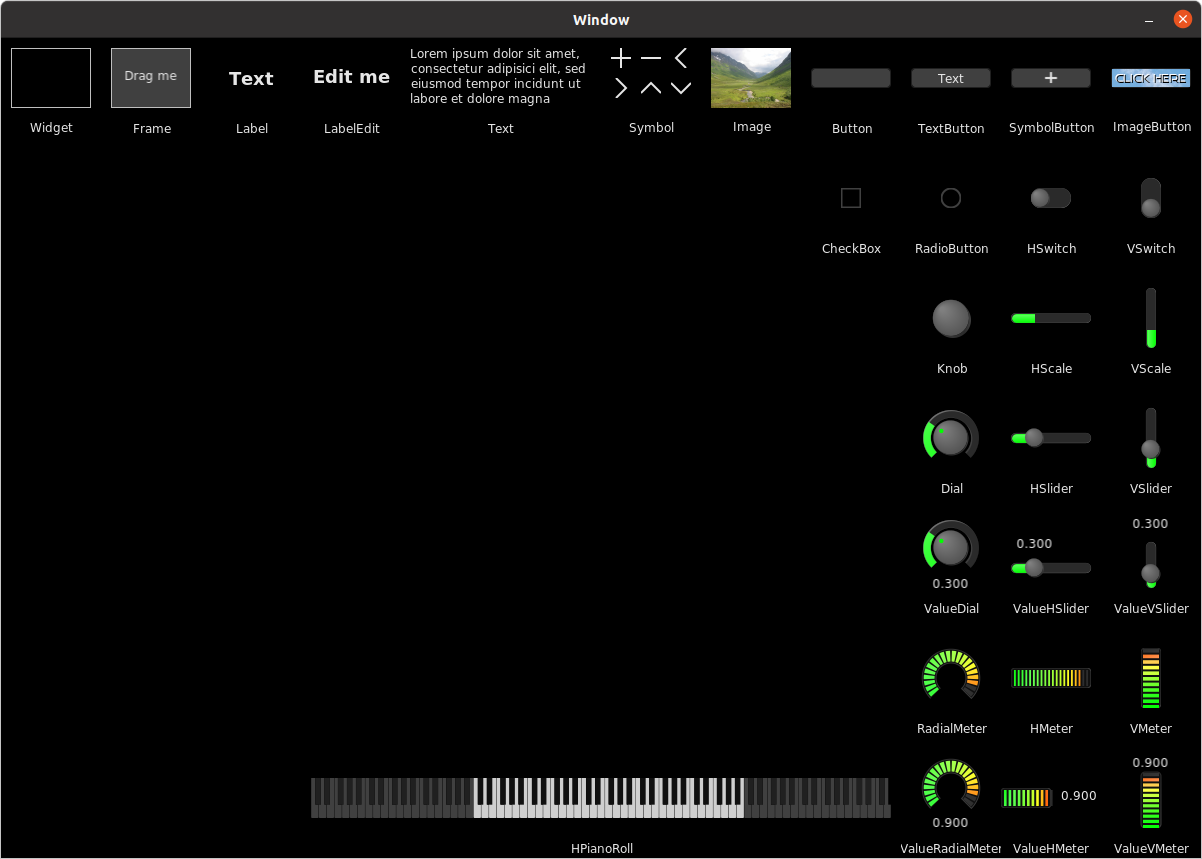 Window
Drag me
Text
Edit me
Lorem ipsum dolor sit amet,
consectetur adipisici elit, sed
eiusmod tempor incidunt ut
labore et dolore magna
Text
CLICK HERE
Widget
Frame
Label
LabelEdit
Text
Symbol
Image
Button
TextButton
SymbolButton
ImageButton
CheckBox
RadioButton
HSwitch
VSwitch
Knob
HScale
VScale
Dial
HSlider
VSlider
0.300
0.300
0.300
ValueDial
ValueHSlider
ValueVSlider
RadialMeter
HMeter
VMeter
0.900
0.900
0.900
HPianoRoll
ValueRadialMeter
ValueHMeter
ValueVMeter